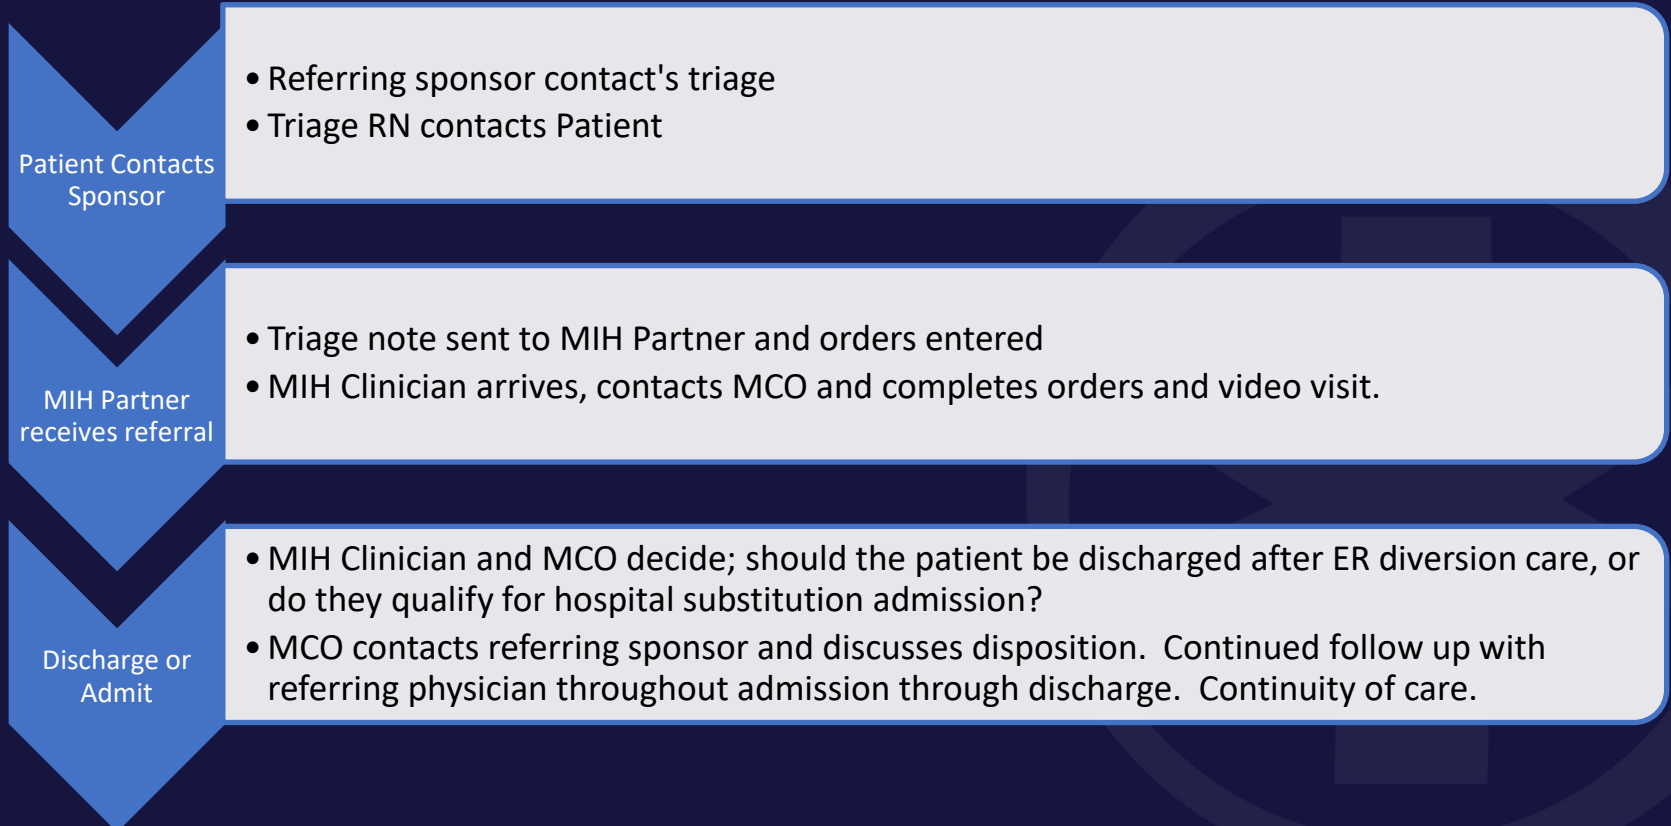 Patient Contacts
Sponsor
• Referring sponsor contact's triage
• Triage RN contacts Patient
MIH Partner
receives referral
• Triage note sent to MIH Partner and orders entered
• MIH Clinician arrives, contacts MCO and completes orders and video visit.
Discharge or
Admit
• MIH Clinician and MCO decide; should the patient be discharged after ER diversion care, or
do they qualify for hospital substitution admission?
• MCO contacts referring sponsor and discusses disposition.  Continued follow up with
referring physician throughout admission through discharge.  Continuity of care.